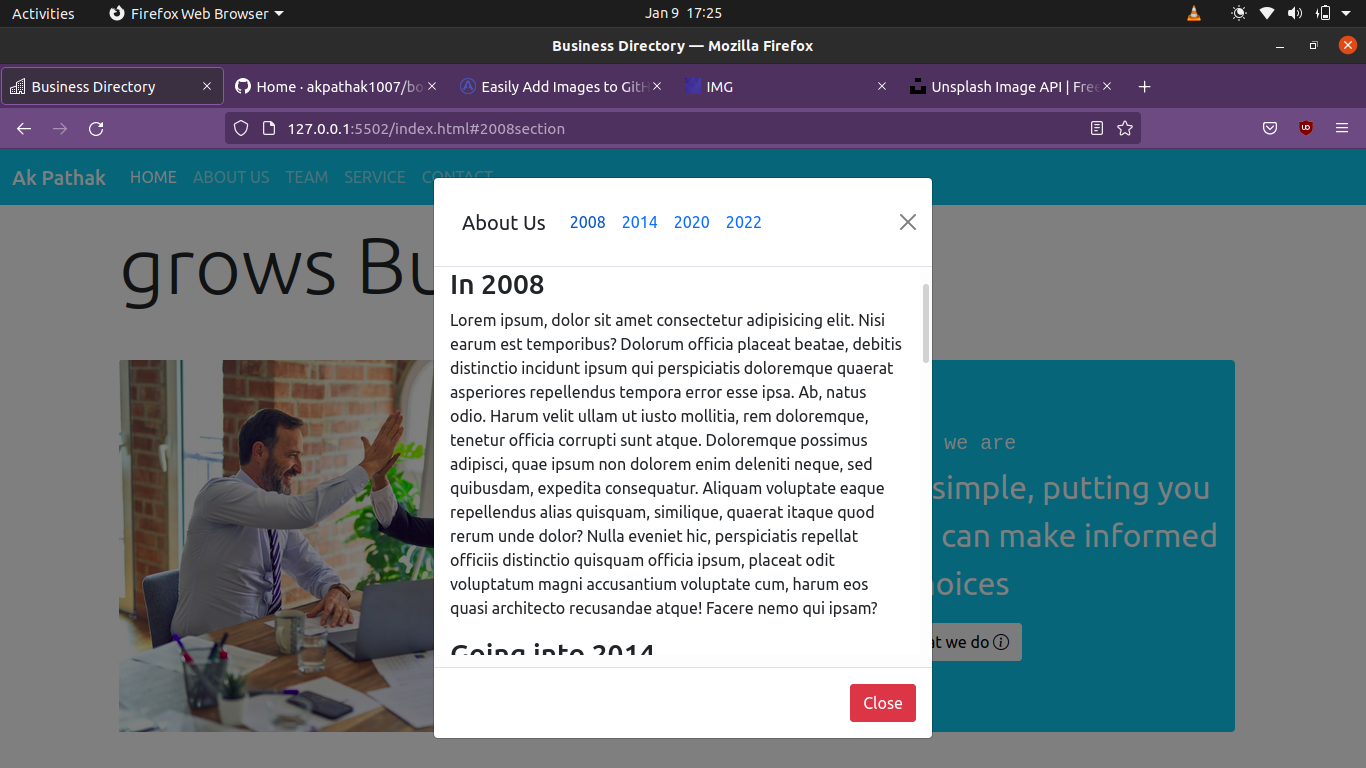 Activities
Firefox Web Browser
Jan 9 17:25
Business Directory — Mozilla Firefox
Business Directory
Home · akpathak1007/bo
Easily Add Images to GitH
IMG
Unsplash Image API | Free
127.0.0.1:5502/index.html#2008section
Ak Pathak
HOME
ABOUT US
TEAM
SERVICE
CONTACT
grows Bu
About Us
2008
2014
2020
2022
In 2008
Lorem ipsum, dolor sit amet consectetur adipisicing elit. Nisi
earum est temporibus? Dolorum officia placeat beatae, debitis
distinctio incidunt ipsum qui perspiciatis doloremque quaerat
asperiores repellendus tempora error esse ipsa. Ab, natus
odio. Harum velit ullam ut iusto mollitia, rem doloremque,
tenetur officia corrupti sunt atque. Doloremque possimus
adipisci, quae ipsum non dolorem enim deleniti neque, sed
quibusdam, expedita consequatur. Aliquam voluptate eaque
repellendus alias quisquam, similique, quaerat itaque quod
rerum unde dolor? Nulla eveniet hic, perspiciatis repellat
officiis distinctio quisquam officia ipsum, placeat odit
voluptatum magni accusantium voluptate cum, harum eos
quasi architecto recusandae atque! Facere nemo qui ipsam?
Going into 2014
Close
we are
simple, putting you
can make informed
hoices
at we do